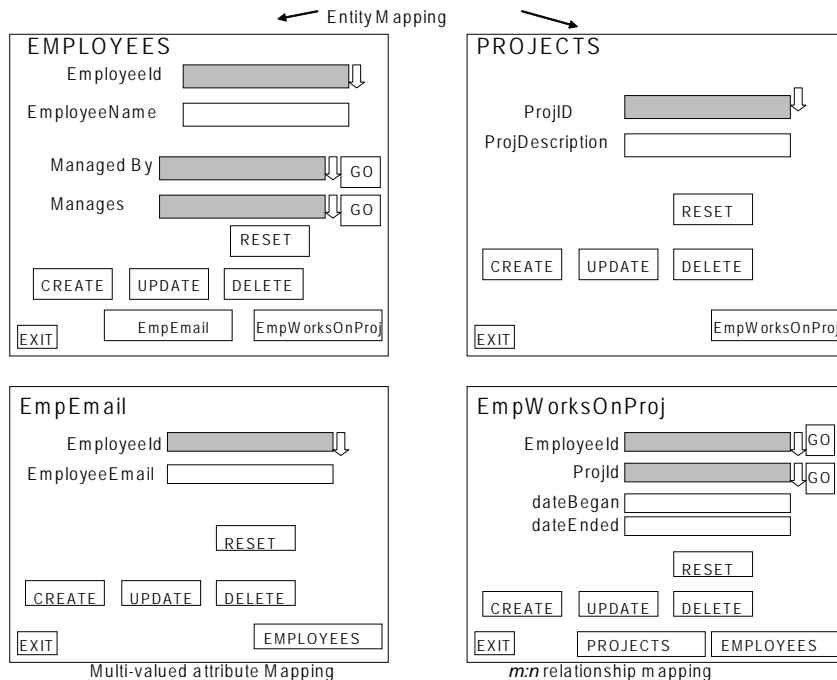 Entity Mapping
EMPLOYEES
EmployeeId
EmployeeName
Managed By
GO
Manages
GO
RESET
CREATE UPDATE DELETE
EmpEmail EmpWorksOnProj
EXIT
PROJECTS
ProjID
ProjDescription
RESET
CREATE UPDATE DELETE
EmpWorksOnProj
EXIT
EmpEmail
EmployeeId
EmployeeEmail
RESET
CREATE UPDATE DELETE
EMPLOYEES
EXIT
Multi-valued attribute Mapping
EmpWorksOnProj
EmployeeId GO
ProjId GO
dateBegan
dateEnded
RESET
CREATE UPDATE DELETE
EXIT PROJECTS EMPLOYEES
m:n relationship mapping